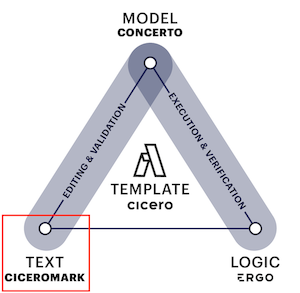 MODEL
CONCERTO
EDITING & VALIDATION
EXECUTION & VERIFICATION
TEMPLATE
cicero
TEXT
CICEROMARK
LOGIC
ERGO